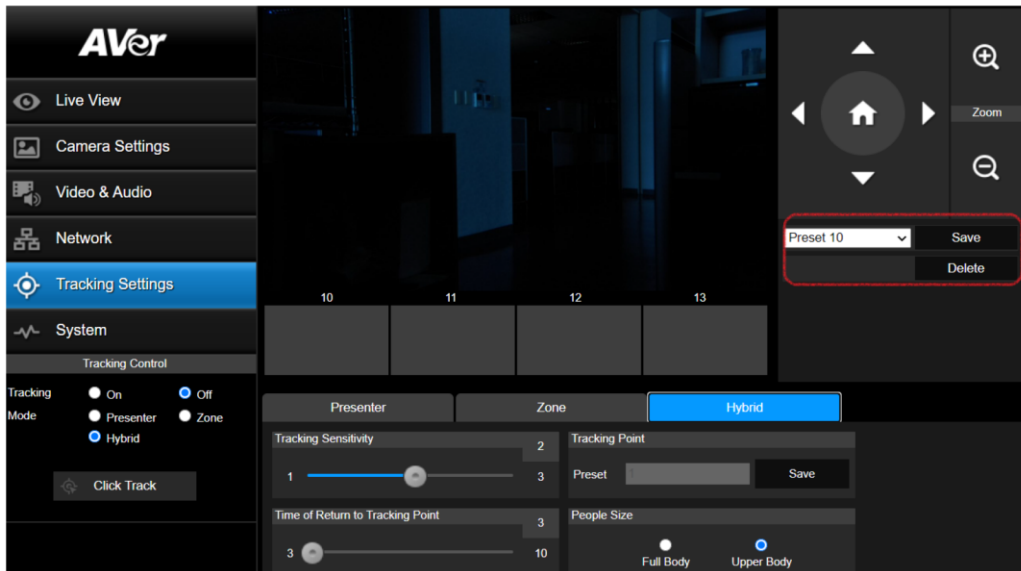 AVer
Live View
Camera Settings
Video & Audio
Network
Tracking Settings
System
Tracking Control
Tracking On Off
Mode Presenter Zone
Hybrid
Click Track
Zoom
Preset 10 Save
Delete
10 11 12 13
Presenter Zone Hybrid
Tracking Sensitivity 2
1 3
Tracking Point
Preset 1 Save
Time of Return to Tracking Point 3
3 10
People Size
Full Body Upper Body